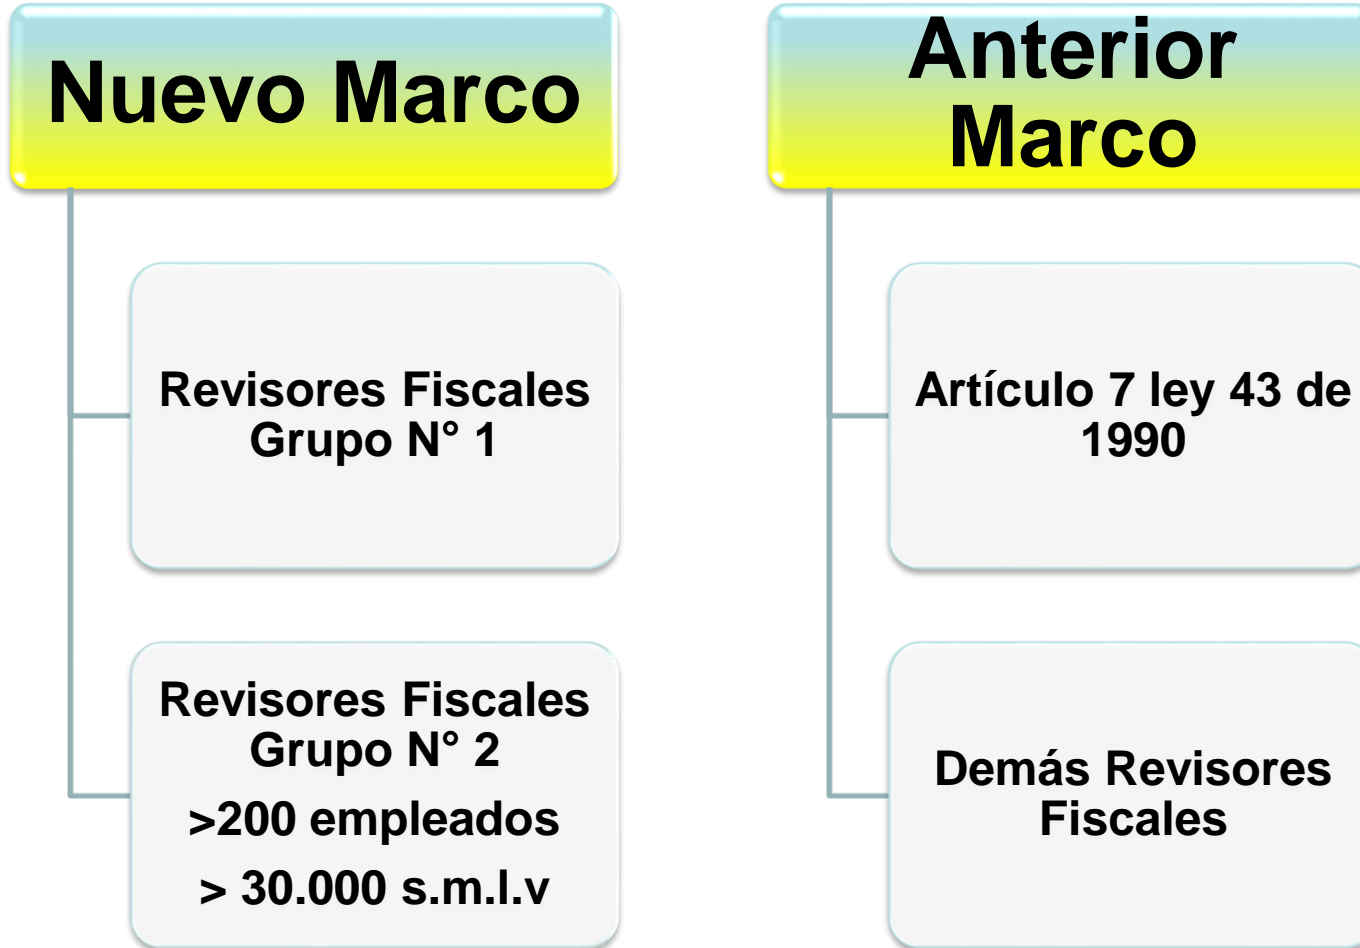 Nuevo Marco
Revisores Fiscales
Grupo N° 1
Revisores Fiscales
Grupo N° 2
>200 empleados
> 30.000 s.m.l.v
Anterior
Marco
Artículo 7 ley 43 de
1990
Demás Revisores
Fiscales